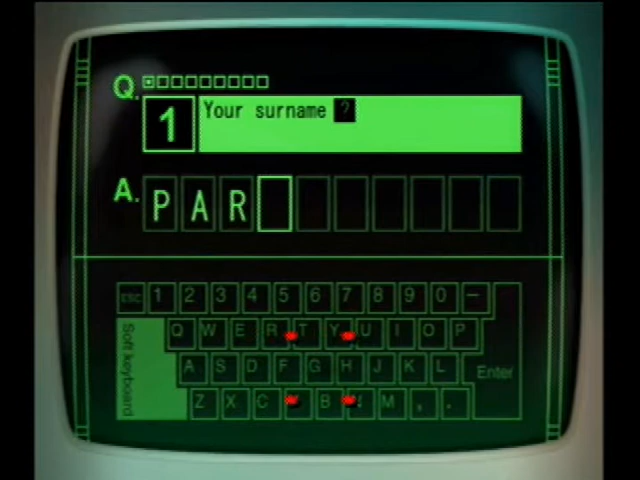 Q.
1 Your surname ?
A. P A R
ESC 1 2 3 4 5 6 7 8 9 0 -
Q W E R T Y U I O P
A S D F G H J K L Enter
Z X C B M , .
Soft keyboard